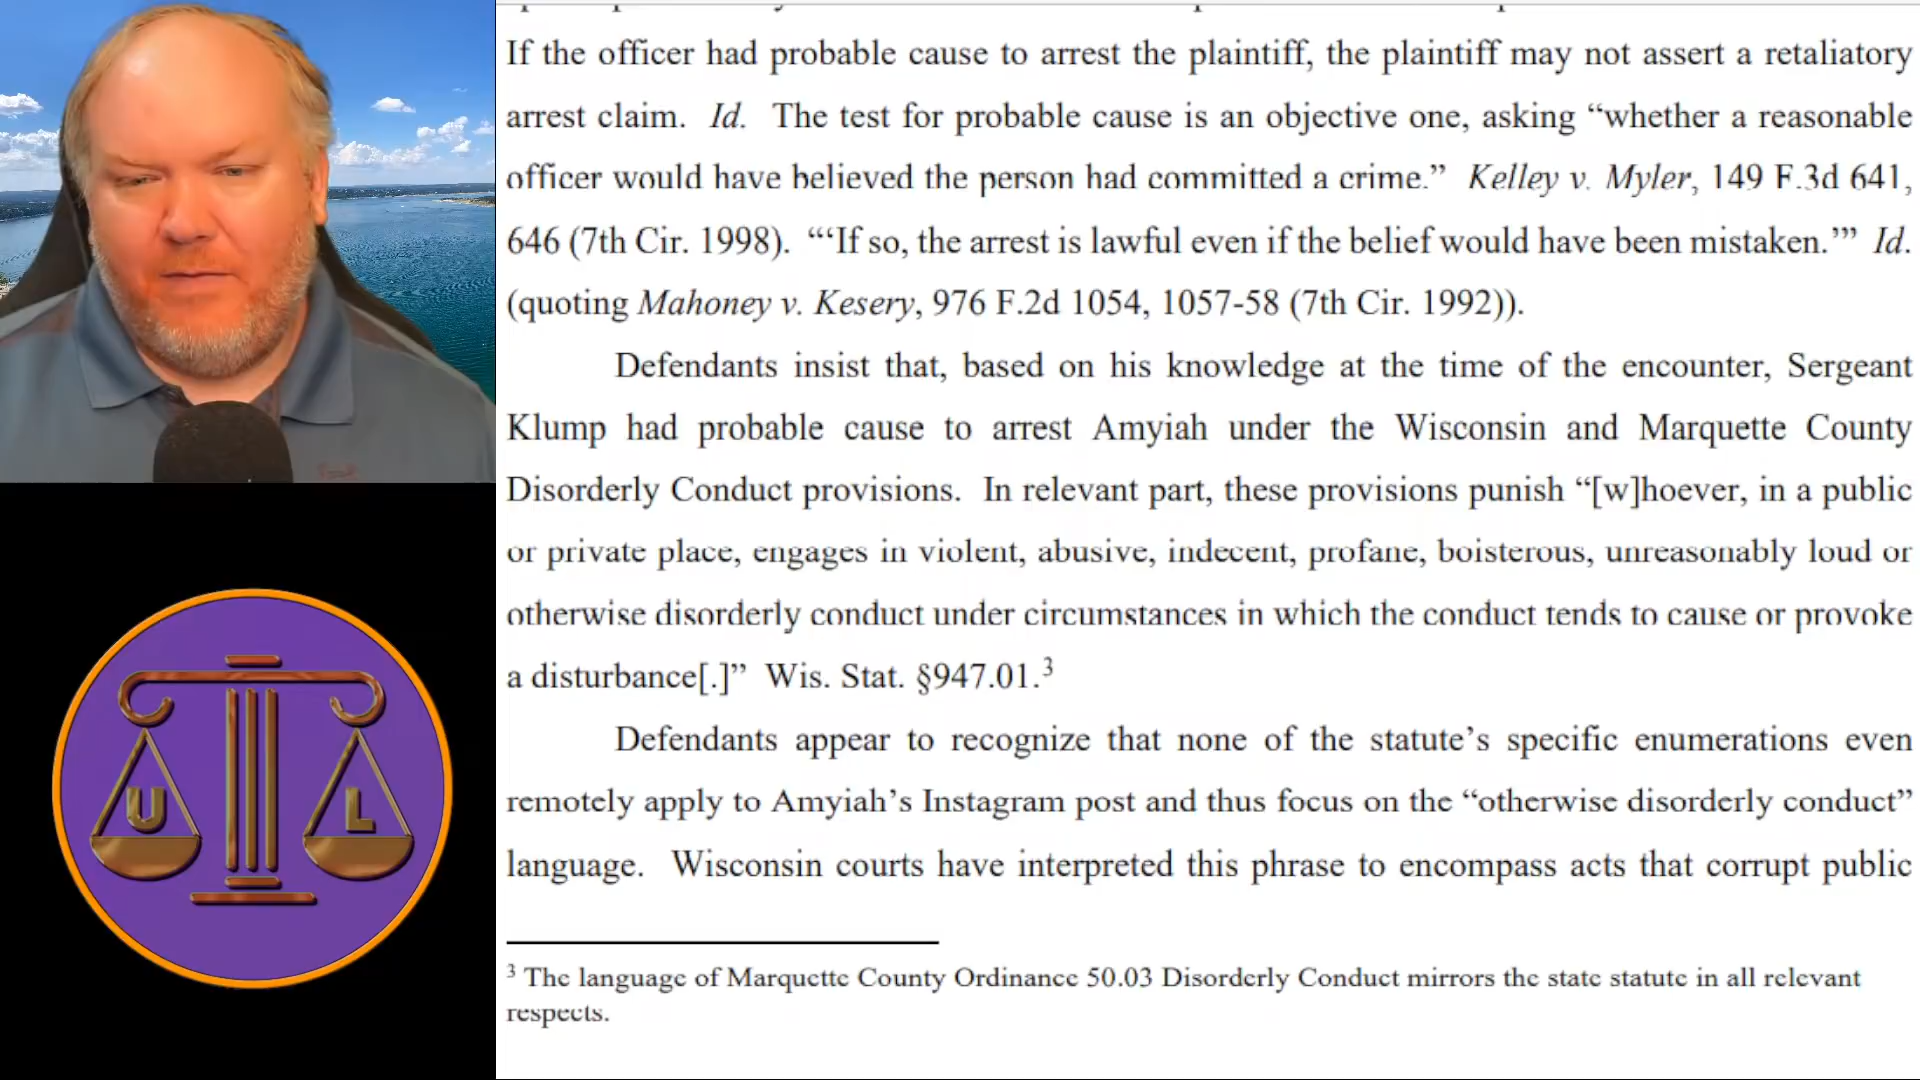 If the officer had probable cause to arrest the plaintiff, the plaintiff may not assert a retaliatory
arrest claim. Id. The test for probable cause is an objective one, asking “whether a reasonable
officer would have believed the person had committed a crime.” Kelley v. Myler, 149 F.3d 641,
646 (7th Cir. 1998). “‘If so, the arrest is lawful even if the belief would have been mistaken.’” Id.
(quoting Mahoney v. Kesery, 976 F.2d 1054, 1057-58 (7th Cir. 1992)).
Defendants insist that, based on his knowledge at the time of the encounter, Sergeant
Klump had probable cause to arrest Amyiah under the Wisconsin and Marquette County
Disorderly Conduct provisions. In relevant part, these provisions punish “[w]hoever, in a public
or private place, engages in violent, abusive, indecent, profane, boisterous, unreasonably loud or
otherwise disorderly conduct under circumstances in which the conduct tends to cause or provoke
a disturbance[.]” Wis. Stat. §947.01.3
Defendants appear to recognize that none of the statute’s specific enumerations even
remotely apply to Amyiah’s Instagram post and thus focus on the “otherwise disorderly conduct”
language. Wisconsin courts have interpreted this phrase to encompass acts that corrupt public
3 The language of Marquette County Ordinance 50.03 Disorderly Conduct mirrors the state statute in all relevant
respects.
U L